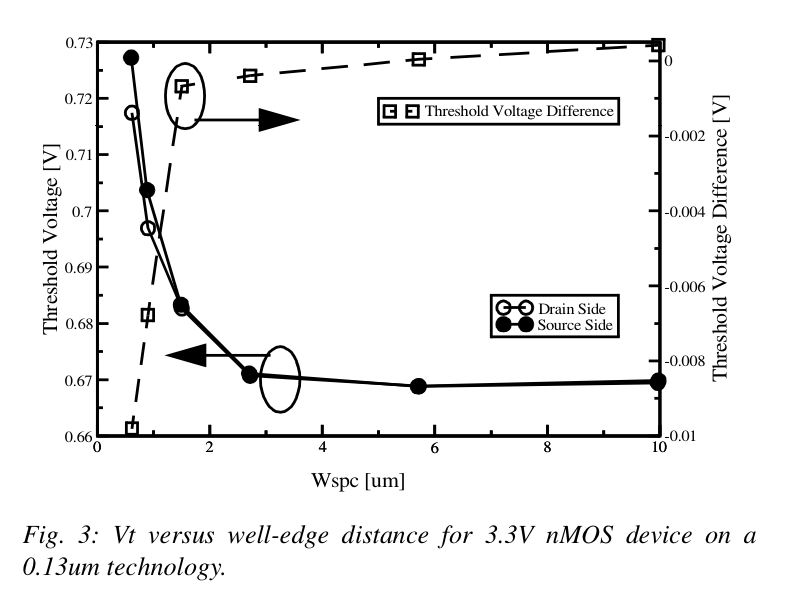 0.73
0.72
0.71
0.7
0.69
0.68
0.67
0.66
Threshold Voltage [V]
0
-0.002
-0.004
-0.006
-0.008
-0.01
Threshold Voltage Difference [V]
Threshold Voltage Difference
Drain Side
Source Side
0 2 4 6 8 10
Wspc [um]
Fig. 3: Vt versus well-edge distance for 3.3V nMOS device on a
0.13um technology.